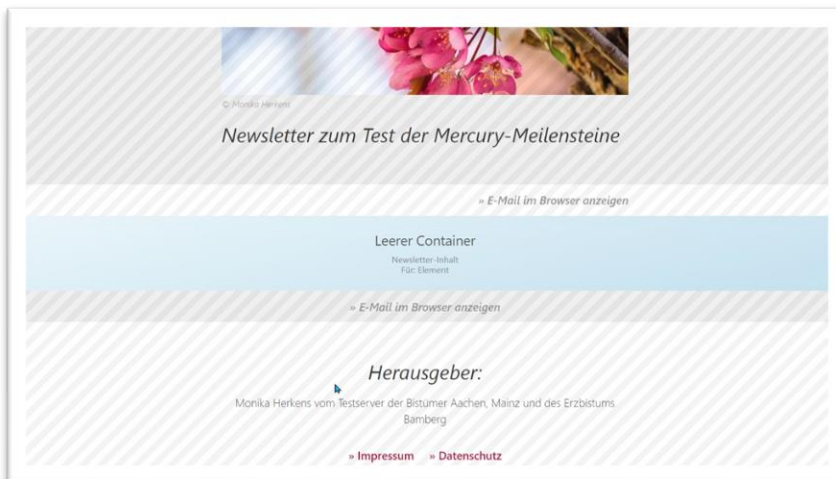 © Monika Herkens
Newsletter zum Test der Mercury-Meilensteine
» E-Mail im Browser anzeigen
Leerer Container
Newsletter-Inhalt
Für: Element
» E-Mail im Browser anzeigen
Herausgeber:
Monika Herkens vom Testserver der Bistümer Aachen, Mainz und des Erzbistums
Bamberg
» Impressum » Datenschutz